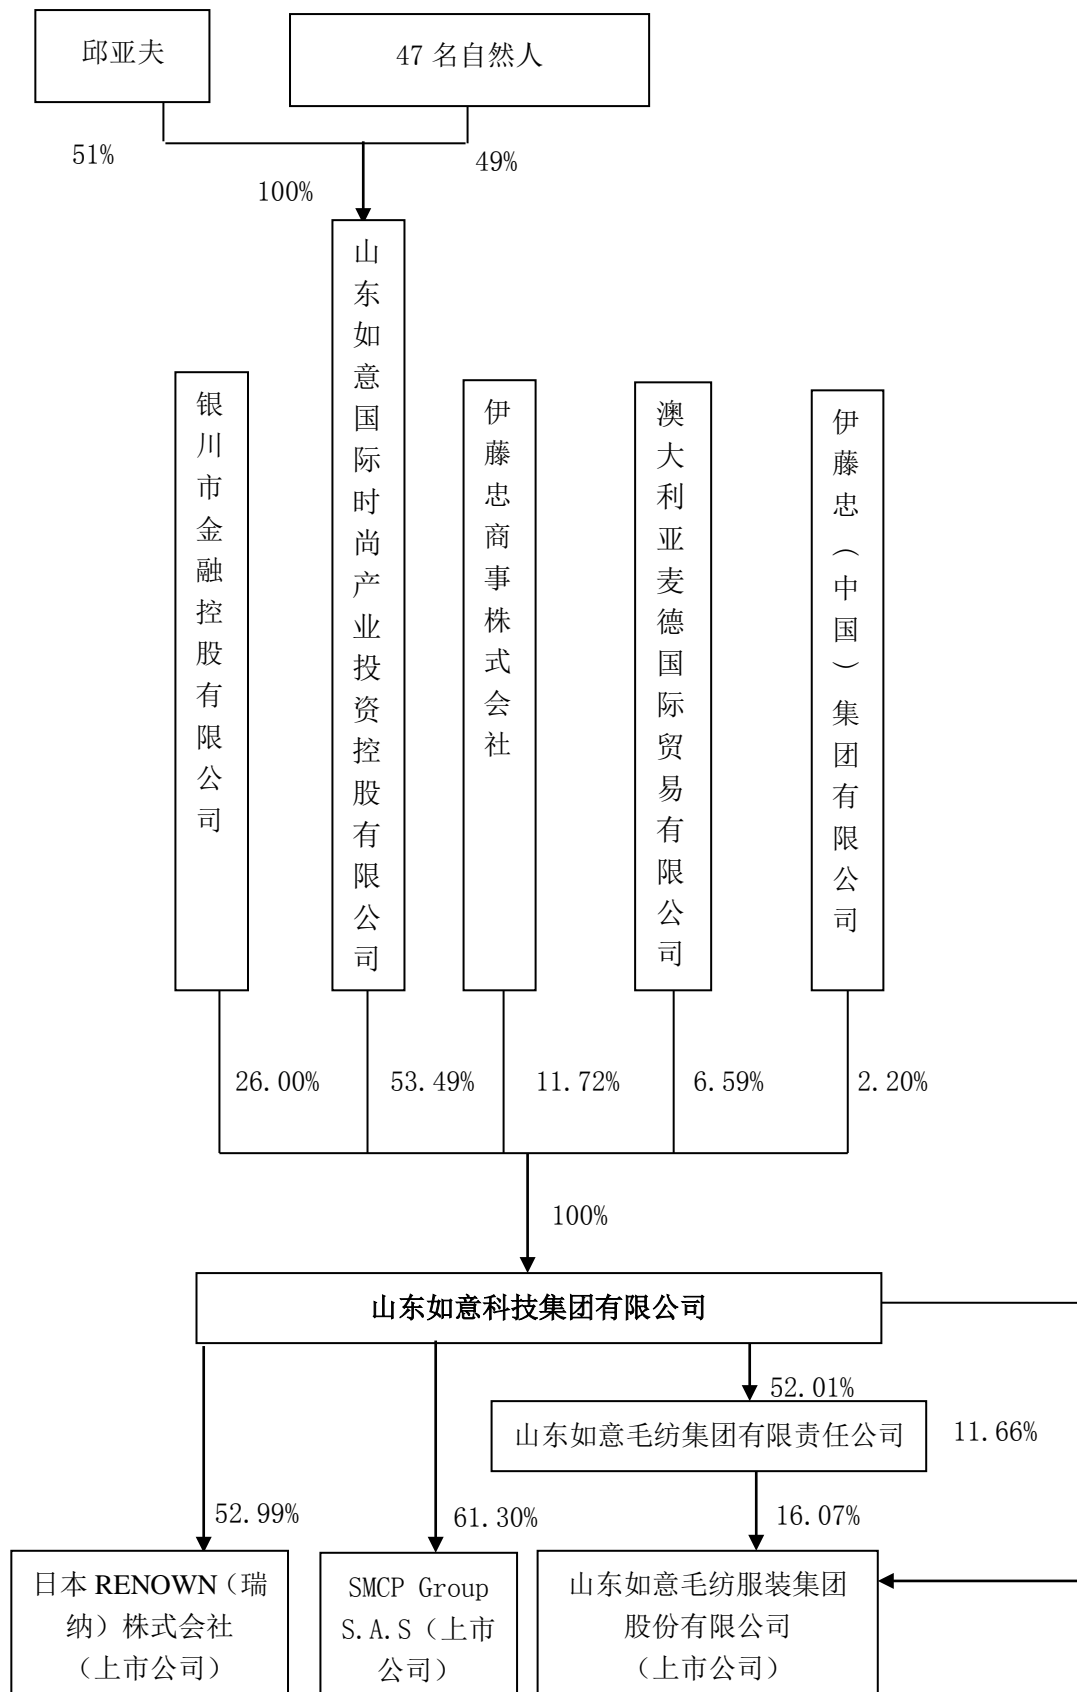 邱亚夫
47 名自然人
51%
49%
100%
山东如意国际时尚产业投资控股有限公司
银川市金融控股有限公司
伊藤忠商事株式会社
澳大利亚麦德国际贸易有限公司
伊藤忠（中国）集团有限公司
26.00%
53.49%
11.72%
6.59%
2.20%
100%
山东如意科技集团有限公司
52.01%
山东如意毛纺集团有限责任公司
11.66%
52.99%
61.30%
16.07%
日本 RENOWN（瑞
纳）株式会社
（上市公司）
SMCP Group
S.A.S（上市
公司）
山东如意毛纺服装集团
股份有限公司
（上市公司）